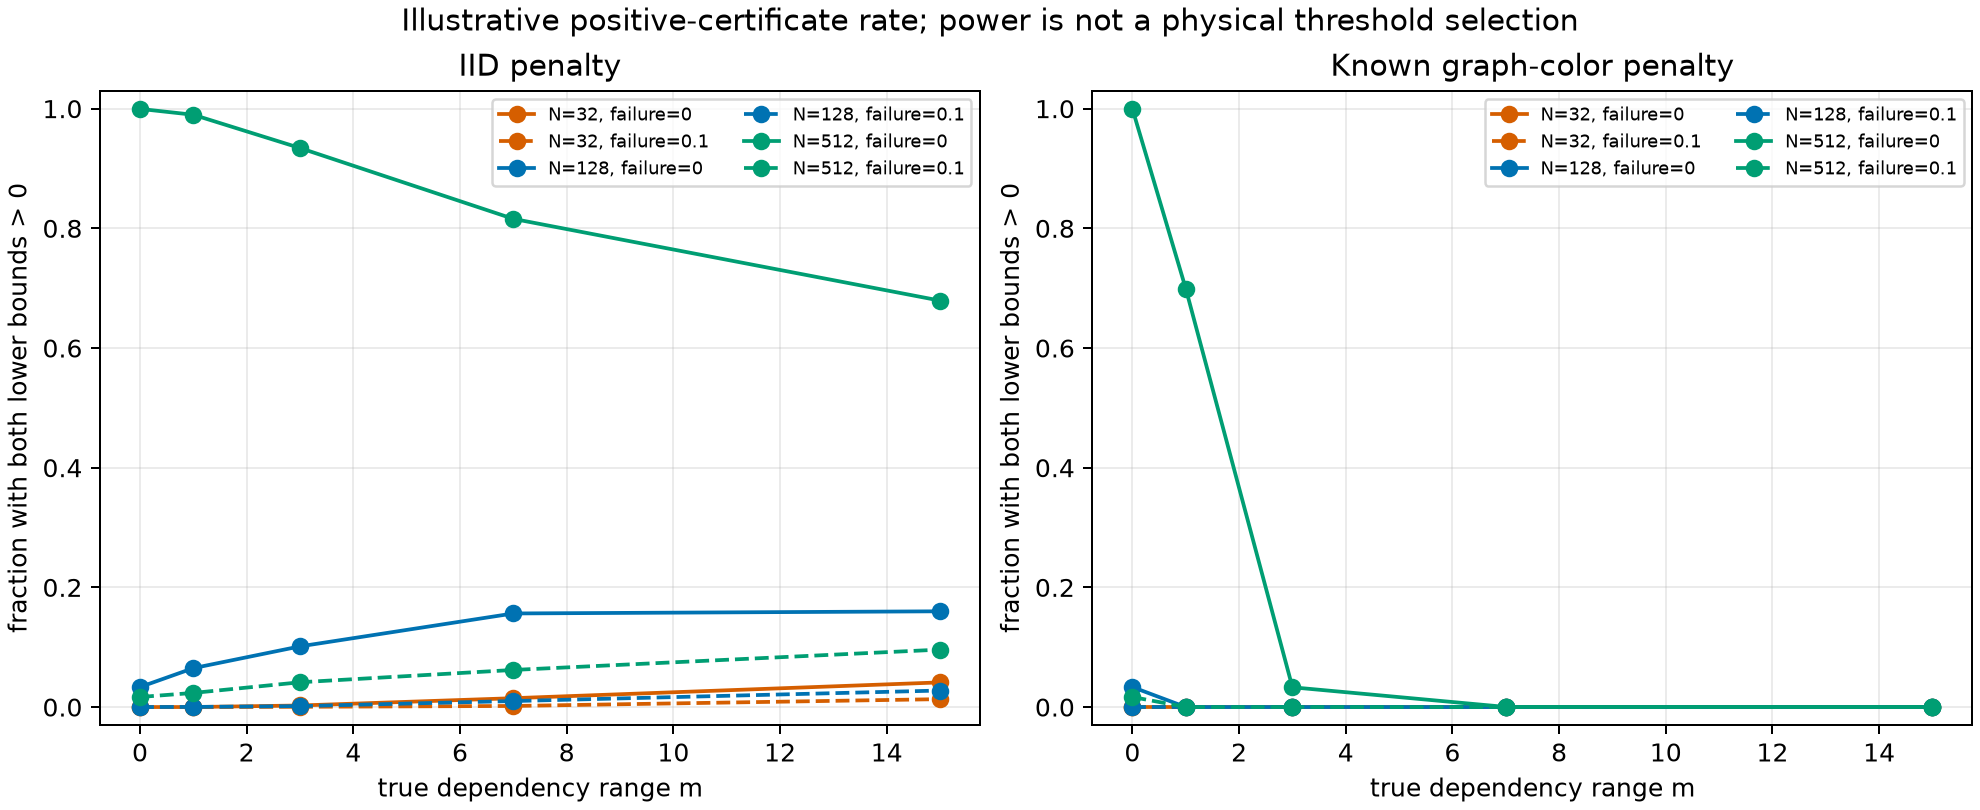 Illustrative positive-certificate rate; power is not a physical threshold selection
IID penalty
fraction with both lower bounds > 0
1.0
0.8
0.6
0.4
0.2
0.0
N=32, failure=0
N=32, failure=0.1
N=128, failure=0
N=128, failure=0.1
N=512, failure=0
N=512, failure=0.1
0 2 4 6 8 10 12 14
true dependency range m
Known graph-color penalty
fraction with both lower bounds > 0
1.0
0.8
0.6
0.4
0.2
0.0
N=32, failure=0
N=32, failure=0.1
N=128, failure=0
N=128, failure=0.1
N=512, failure=0
N=512, failure=0.1
0 2 4 6 8 10 12 14
true dependency range m